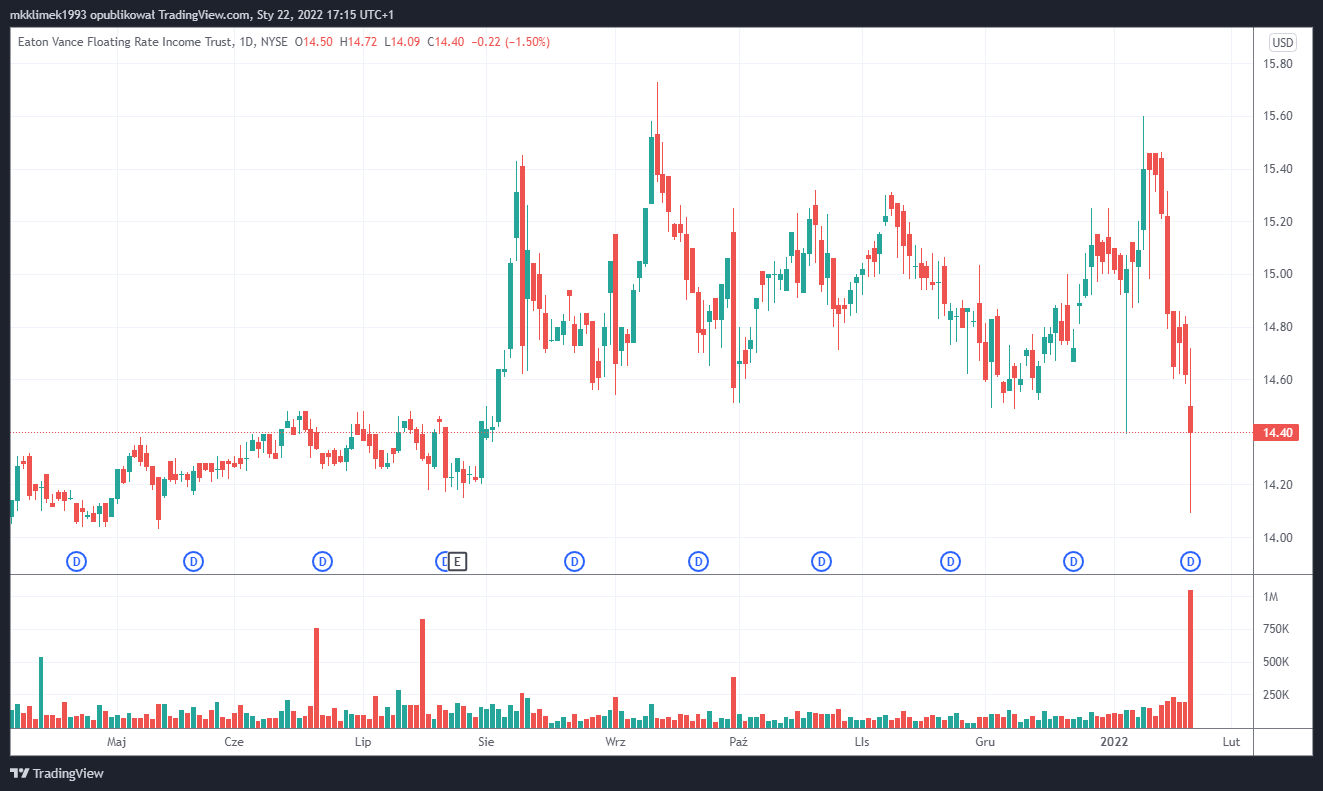 mkklimek1993 opublikował TradingView.com, Sty 22, 2022 17:15 UTC+1
Eaton Vance Floating Rate Income Trust, 1D, NYSE O14.50 H14.72 L14.09 C14.40 −0.22 (−1.50%)
USD
15.80
15.60
15.40
15.20
15.00
14.80
14.60
14.40
14.20
14.00
D D D D E D D D D D D
1M
750K
500K
250K
Maj Cze Lip Sie Wrz Paź LIs Gru 2022 Lut
TradingView